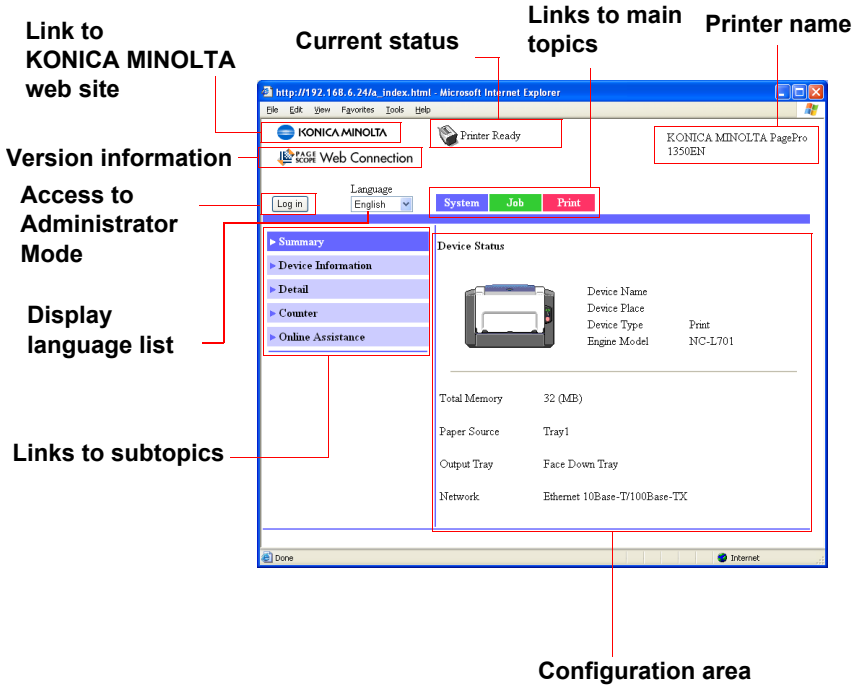 Link to
KONICA MINOLTA
web site
Current status
Links to main
topics
Printer name
http://192.168.6.24/a_index.html - Microsoft Internet Explorer
File Edit View Favorites Tools Help
KONICA MINOLTA
Printer Ready
KONICA MINOLTA PagePro
1350EN
Version information
PAGE
SCOPE Web Connection
Access to
Administrator
Mode
Language
Log in
English
System Job Print
Summary
Device Information
Detail
Counter
Online Assistance
Device Status
Device Name
Device Place
Device Type Print
Engine Model NC-L701
Display
language list
Total Memory 32 (MB)
Paper Source Tray1
Output Tray Face Down Tray
Network Ethernet 10Base-T/100Base-TX
Links to subtopics
Done
Internet
Configuration area